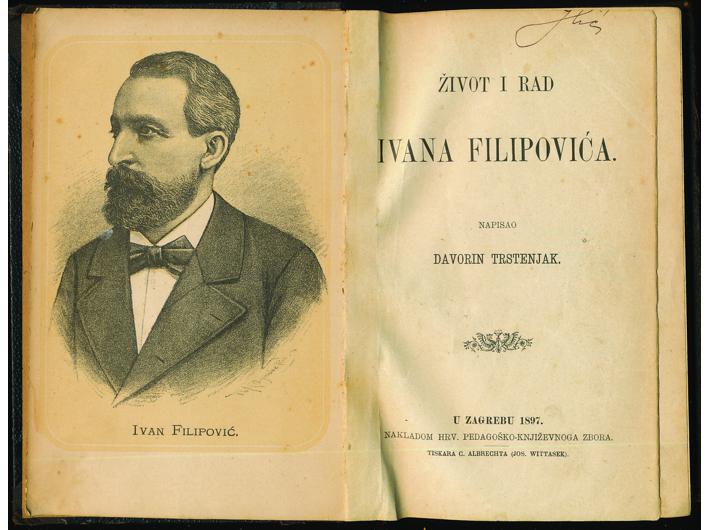 IVAN FILIPOVIĆ.
ŽIVOT I RAD
IVANA FILIPOVIĆA.
NAPISAO
DAVORIN TRSTENJAK.
U ZAGREBU 1897.
NAKLADOM HRV. PEDAGOŠKO-KNJIŽEVNOGA ZBORA.
TISKARA C. ALBRECHTA (JOS. WITTASEK).